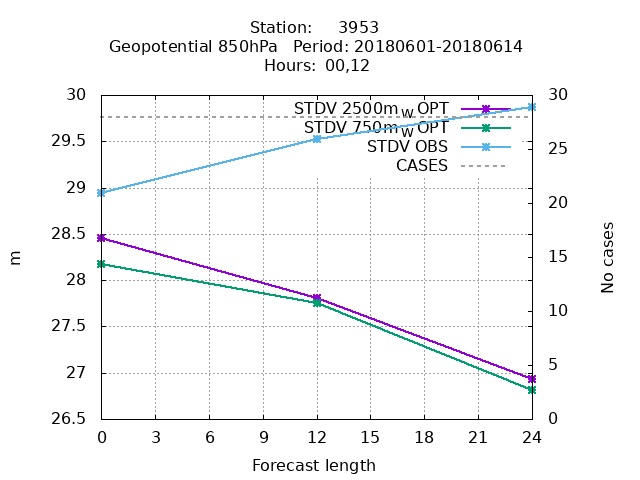 Station: 3953
Geopotential 850hPa Period: 20180601-20180614
Hours: 00,12
30
29.5
29
28.5
28
27.5
27
26.5
m
STDV 2500m_W OPT
STDV 750m_W OPT
STDV OBS
CASES
30
25
20
15
10
5
0
No cases
0 3 6 9 12 15 18 21 24
Forecast length